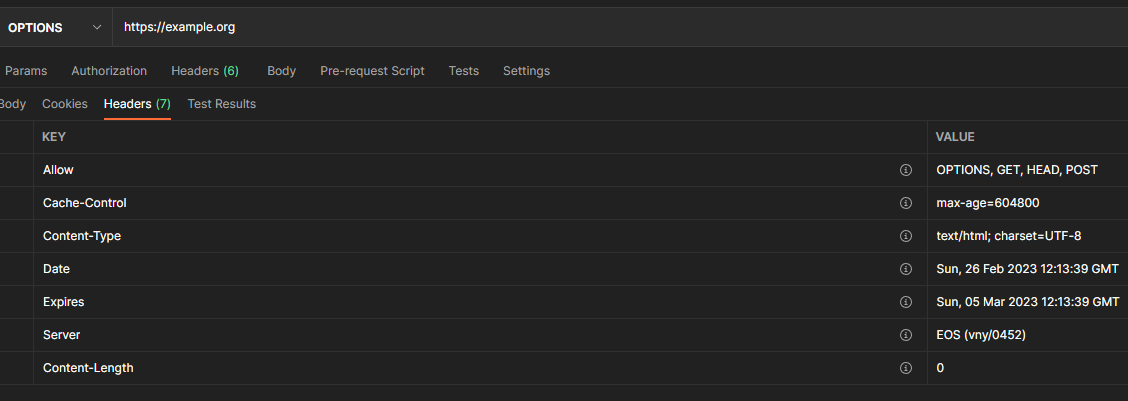 OPTIONS https://example.org
Params Authorization Headers (6) Body Pre-request Script Tests Settings
Body Cookies Headers (7) Test Results
KEY VALUE
Allow OPTIONS, GET, HEAD, POST
Cache-Control max-age=604800
Content-Type text/html; charset=UTF-8
Date Sun, 26 Feb 2023 12:13:39 GMT
Expires Sun, 05 Mar 2023 12:13:39 GMT
Server EOS (vny/0452)
Content-Length 0